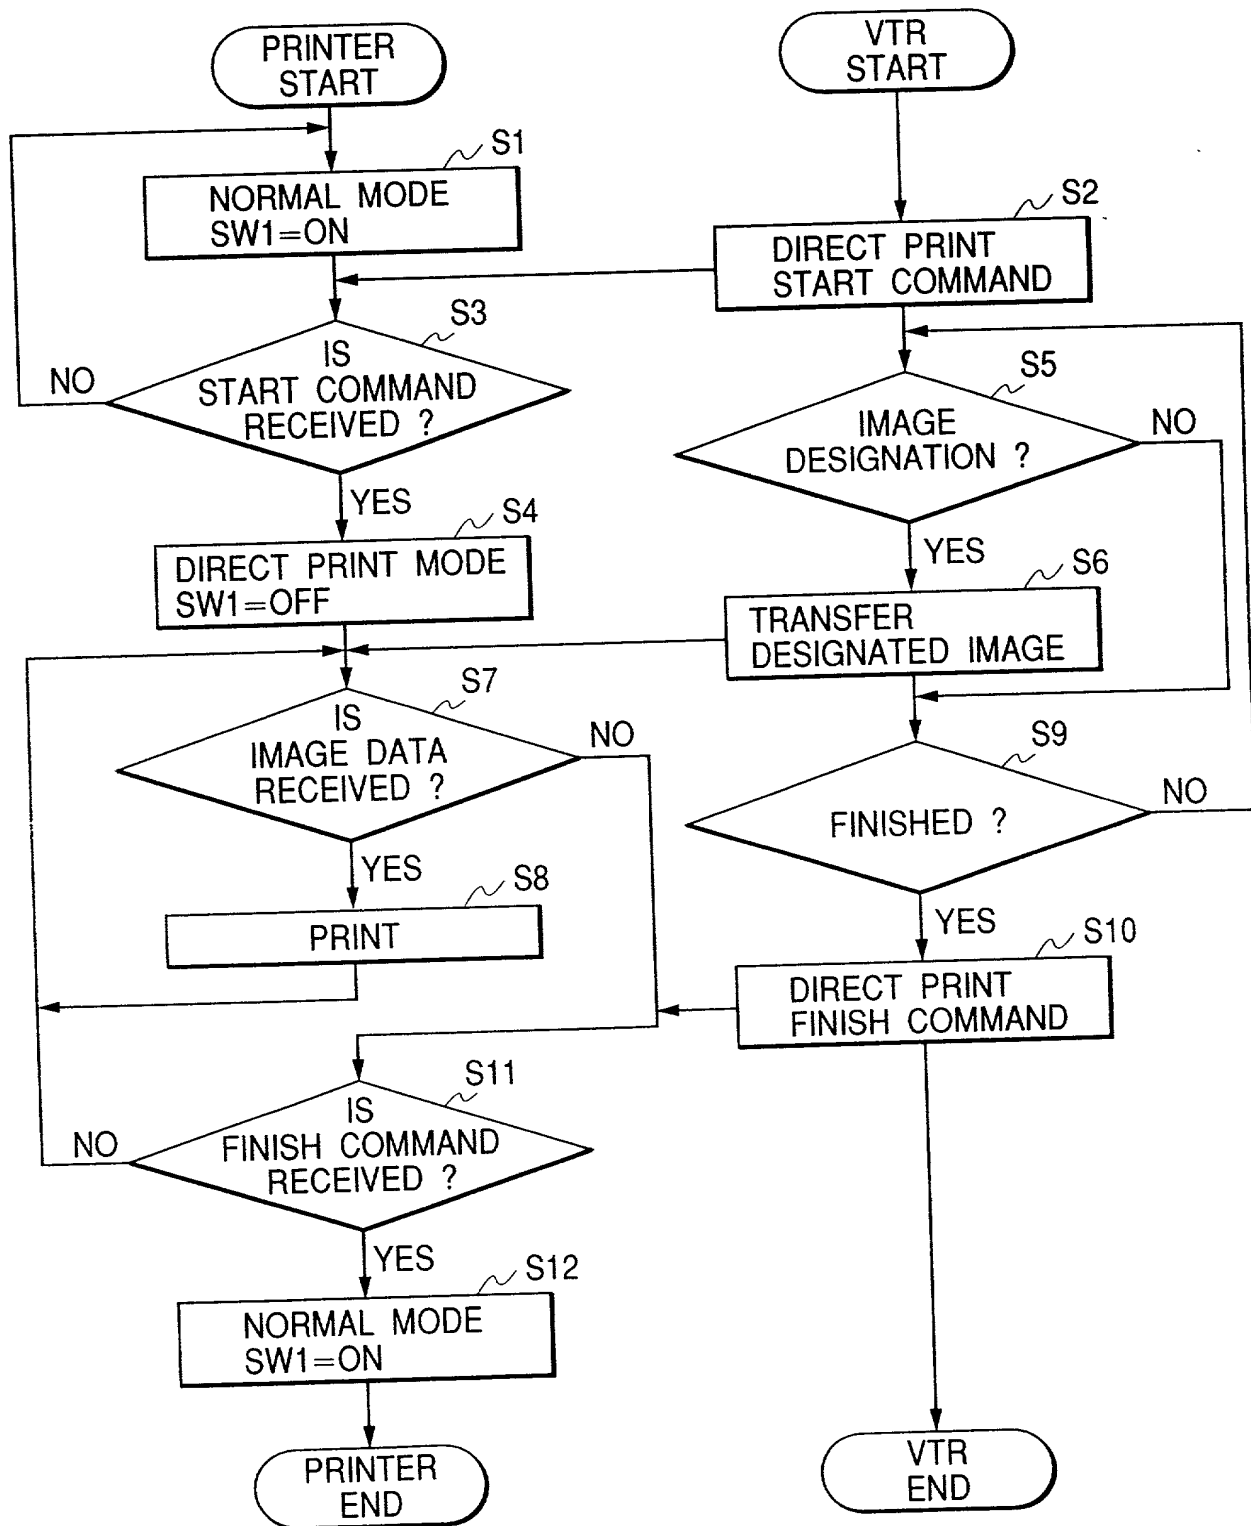 PRINTER
START
VTR
START
S1
NORMAL MODE
SW1=ON
S2
DIRECT PRINT
START COMMAND
S3
IS
START COMMAND
RECEIVED ?
NO
S5
IMAGE
DESIGNATION ?
NO
YES
S4
DIRECT PRINT MODE
SW1=OFF
YES
S6
TRANSFER
DESIGNATED IMAGE
S7
IS
IMAGE DATA
RECEIVED ?
NO
S9
FINISHED ?
NO
YES
S8
PRINT
YES
S10
DIRECT PRINT
FINISH COMMAND
S11
IS
FINISH COMMAND
RECEIVED ?
NO
YES
S12
NORMAL MODE
SW1=ON
PRINTER
END
VTR
END